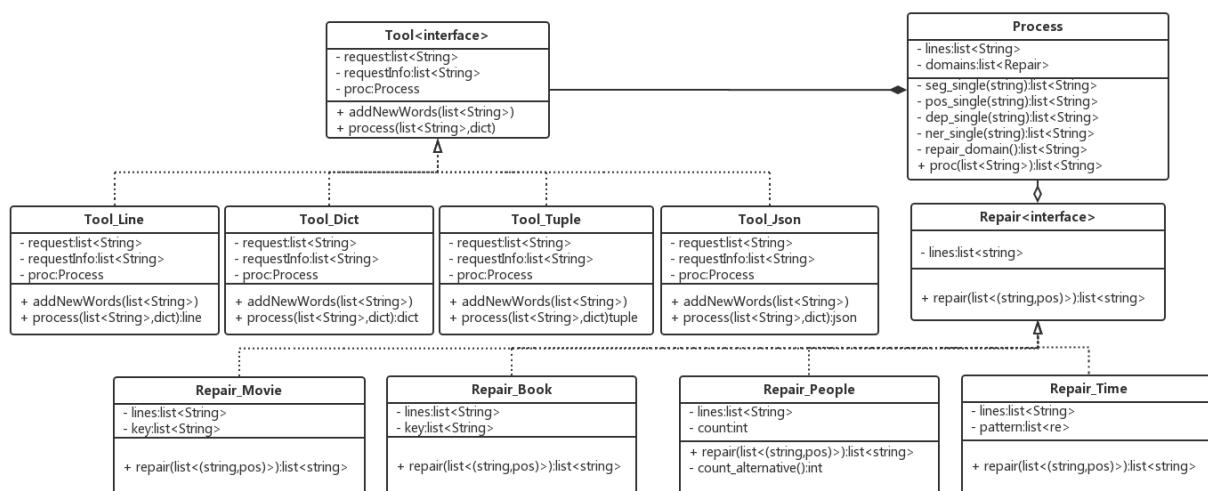 Tool<interface>
- request:list<String>
- requestInfo:list<String>
- proc:Process
+ addNewWords(list<String>)
+ process(list<String>,dict)
Process
- lines:list<String>
- domains:list<Repair>
- seg_single(string):list<String>
- pos_single(string):list<String>
- dep_single(string):list<String>
- ner_single(string):list<String>
- repair_domain():list<String>
+ proc(list<String>):list<String>
Tool_Line
- request:list<String>
- requestInfo:list<String>
- proc:Process
+ addNewWords(list<String>)
+ process(list<String>,dict):line
Tool_Dict
- request:list<String>
- requestInfo:list<String>
- proc:Process
+ addNewWords(list<String>)
+ process(list<String>,dict):dict
Tool_Tuple
- request:list<String>
- requestInfo:list<String>
- proc:Process
+ addNewWords(list<String>)
+ process(list<String>,dict)tuple
Tool_Json
- request:list<String>
- requestInfo:list<String>
- proc:Process
+ addNewWords(list<String>)
+ process(list<String>,dict):json
Repair<interface>
- lines:list<string>
+ repair(list<(string,pos)>):list<string>
Repair_Movie
- lines:list<String>
- key:list<String>
+ repair(list<(string,pos)>):list<string>
Repair_Book
- lines:list<String>
- key:list<String>
+ repair(list<(string,pos)>):list<string>
Repair_People
- lines:list<String>
- count:int
+ repair(list<(string,pos)>):list<string>
- count_alternative():int
Repair_Time
- lines:list<String>
- pattern:list<re>
+ repair(list<(string,pos)>):list<string>